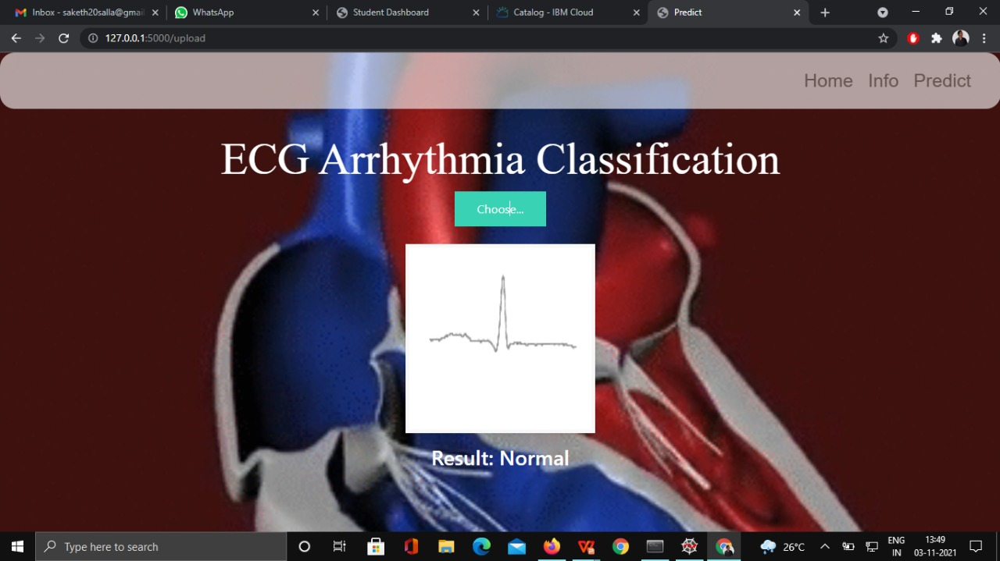 Inbox - saketh20salla@gmai
WhatsApp
Student Dashboard
Catalog - IBM Cloud
Predict
127.0.0.1:5000/upload
Home Info Predict
ECG Arrhythmia Classification
Choose...
Result: Normal
Type here to search
26°C
ENG
IN
13:49
03-11-2021